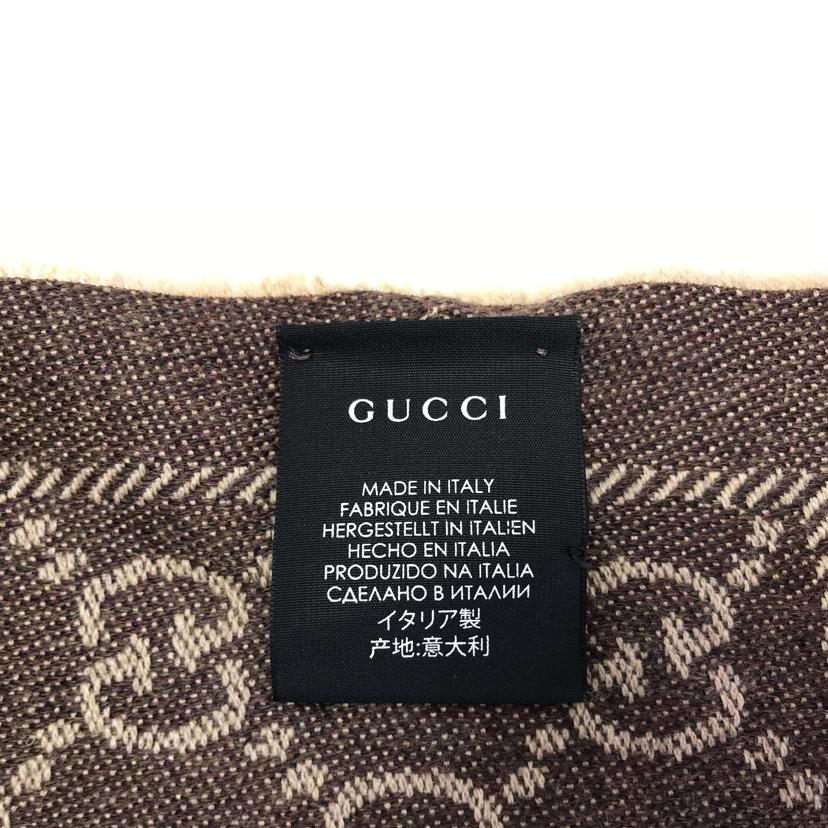 GUCCI
MADE IN ITALY
FABRIQUE EN ITALIE
HERGESTELLT IN ITALIEN
HECHO EN ITALIA
PRODUZIDO NA ITALIA
СДЕЛАНО В ИТАЛИИ
イタリア製
产地:意大利